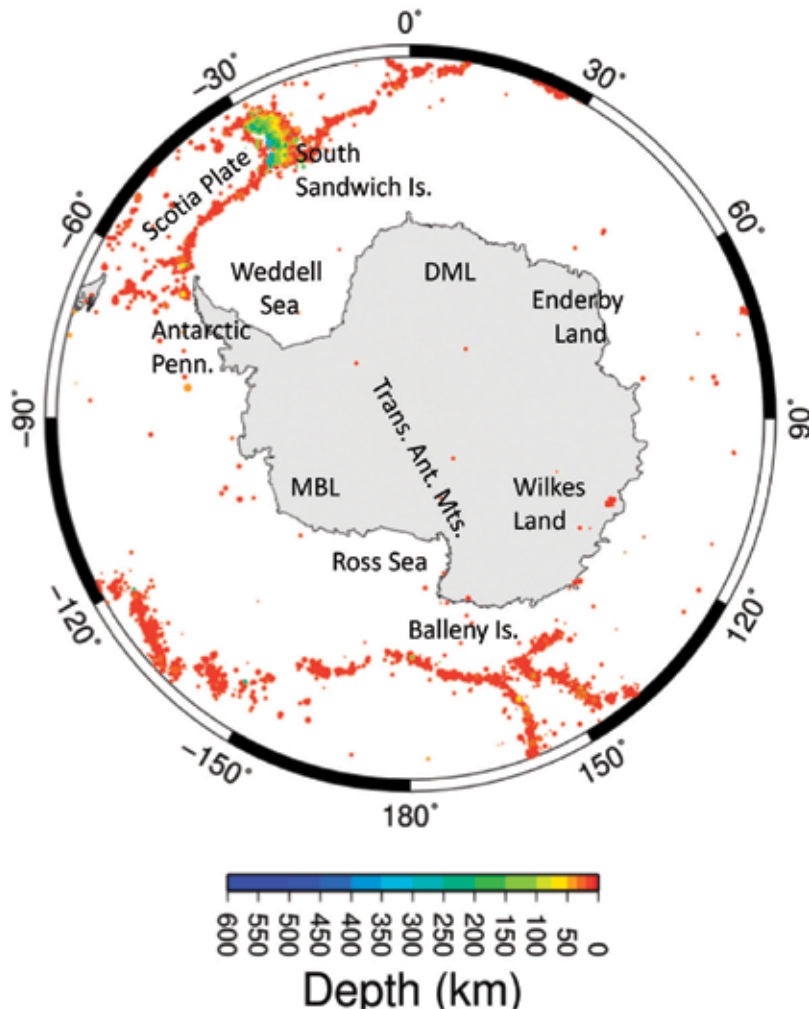 0°
-30°
30°
-60°
60°
South
Sandwich Is.
Scotia Plate
Weddell
Sea
DML
Enderby
Land
Antarctic
Penn.
-90°
90°
Trans. Ant. Mts.
MBL
Wilkes
Land
Ross Sea
Balleny Is.
-120°
120°
-150°
150°
180°
600 550 500 450 400 350 300 250 200 150 100 50 0
Depth (km)